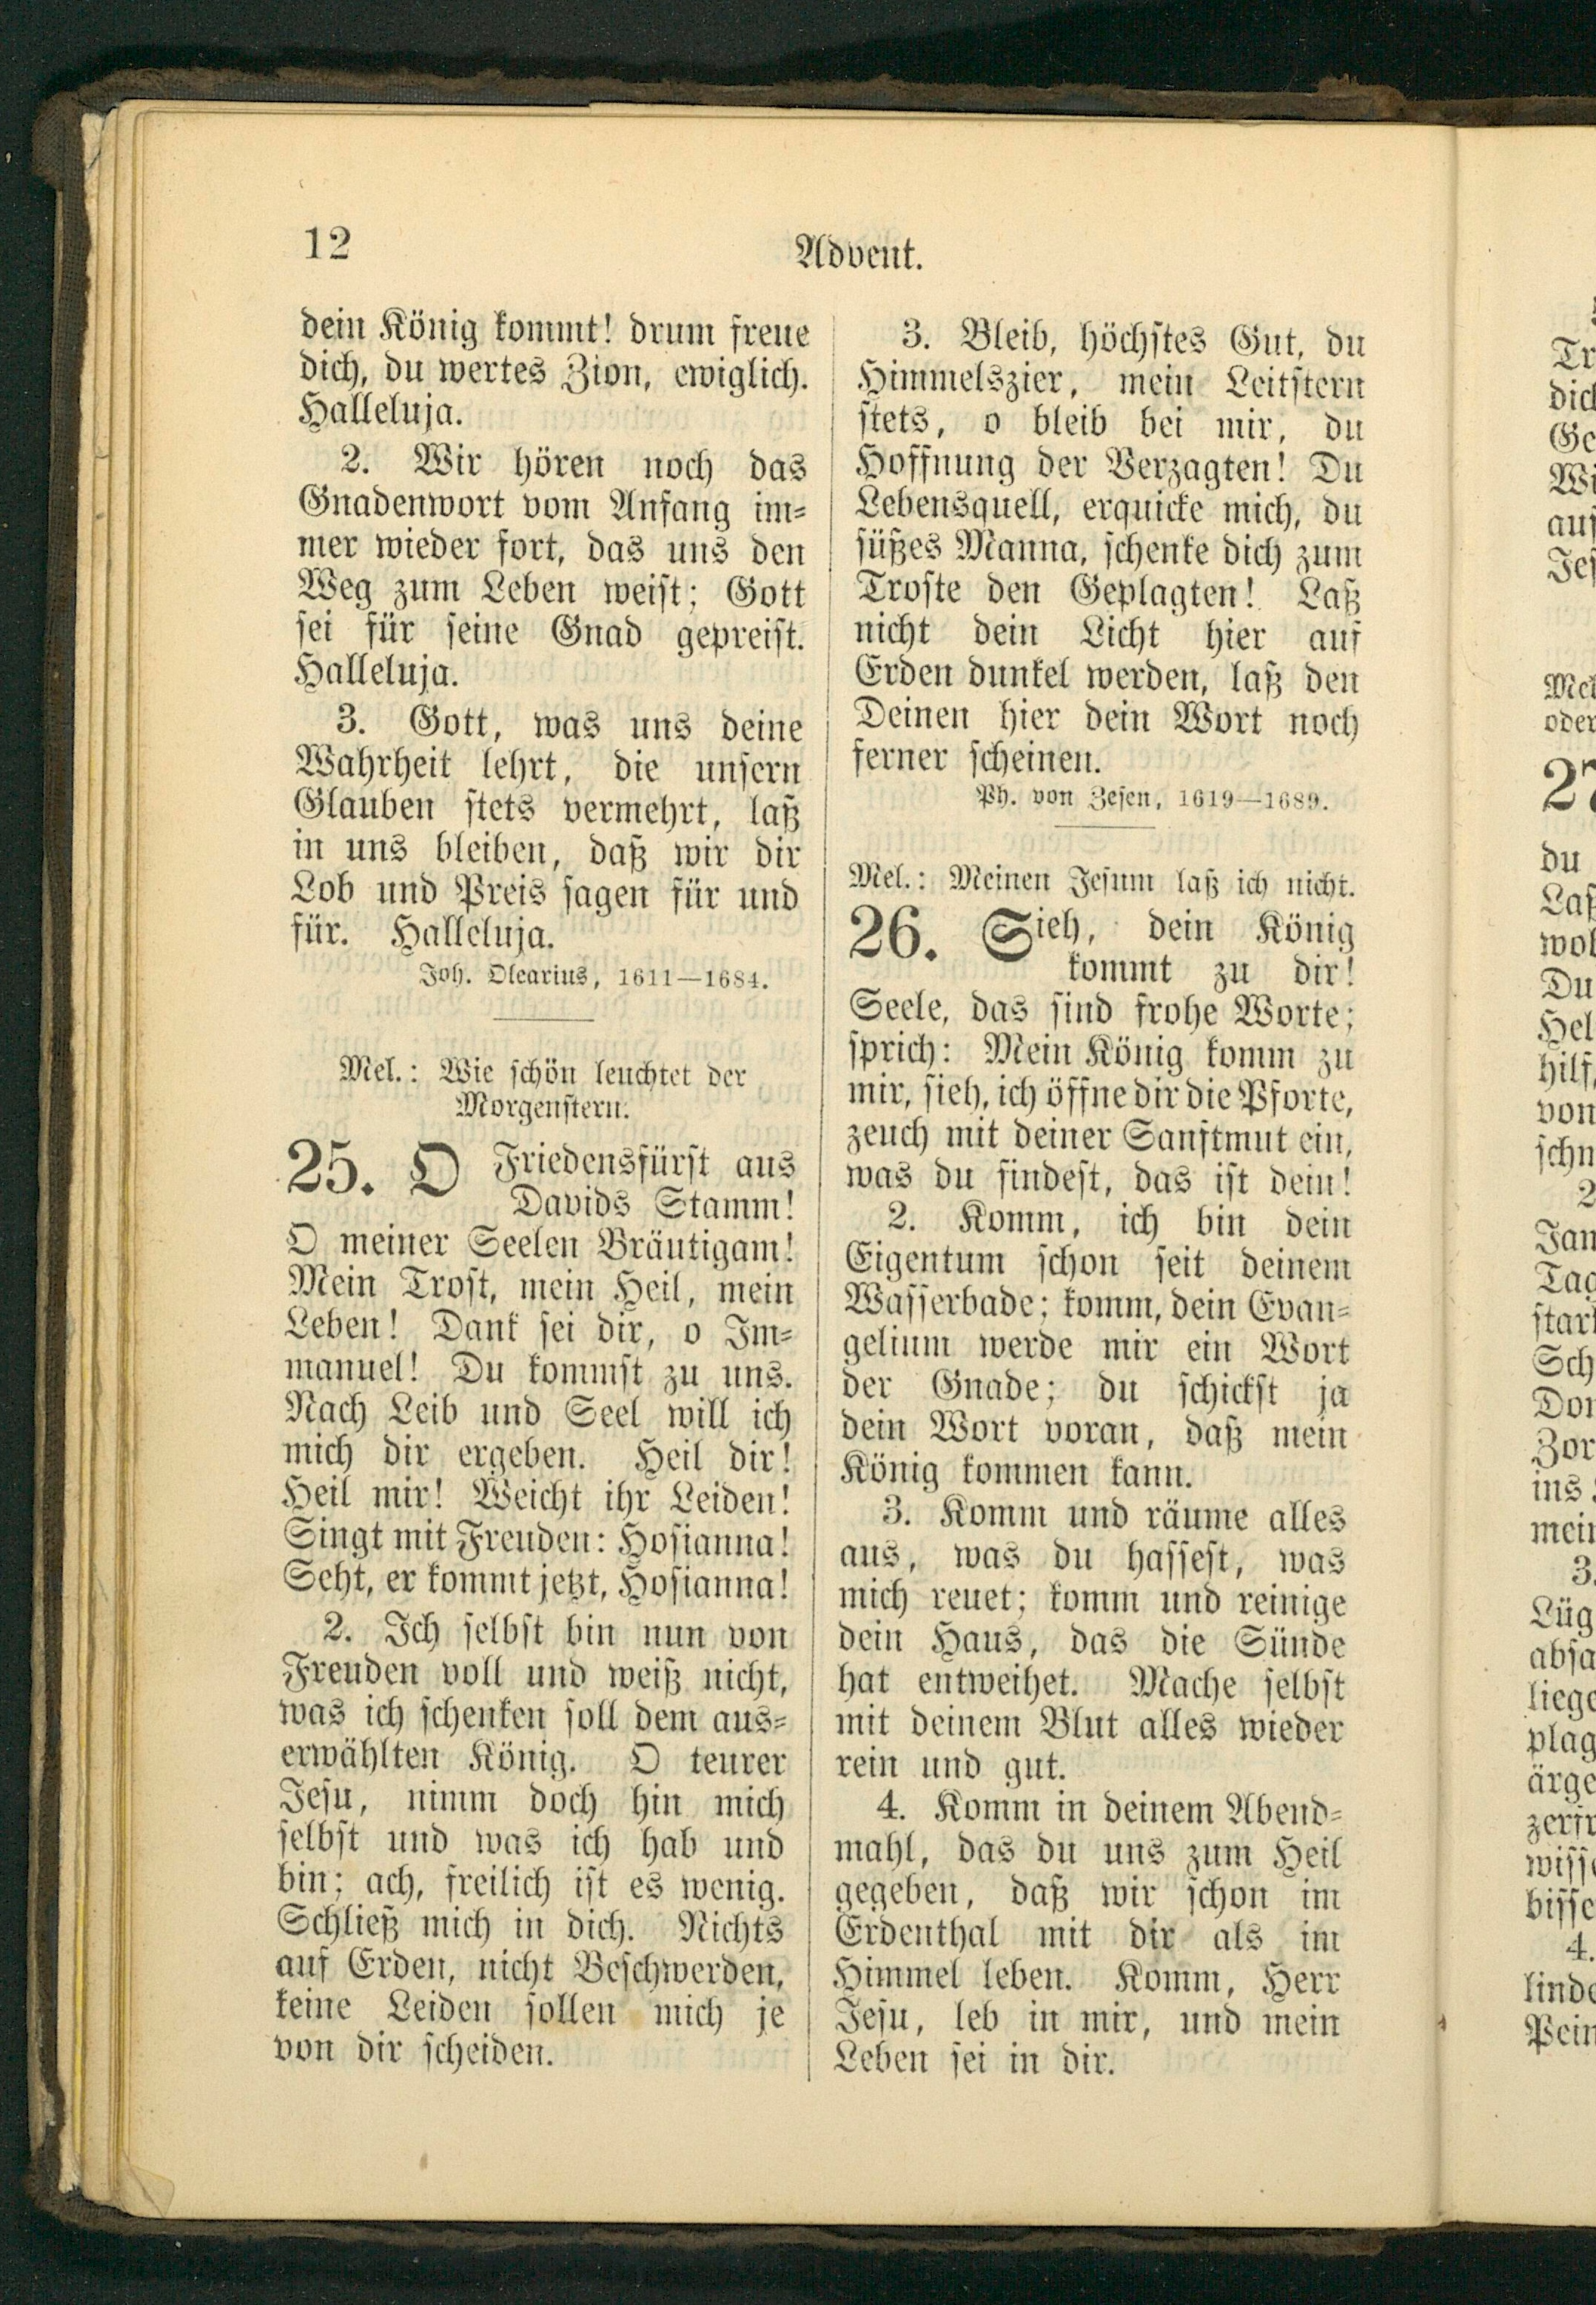 12
Advent.
dein König kommt! drum freue
dich, du wertes Zion, ewiglich.
Halleluja.
2. Wir hören noch das
Gnadenwort vom Anfang im-
mer wieder fort, das uns den
Weg zum Leben weist; Gott
sei für seine Gnad gepreist.
Halleluja.
3. Gott, was uns deine
Wahrheit lehrt, die unsern
Glauben stets vermehrt, laß
in uns bleiben, daß wir dir
Lob und Preis sagen für und
für. Halleluja.
Joh. Olearius, 1611—1684.
Mel.: Wie schön leuchtet der
Morgenstern.
25. O Friedensfürst aus
Davids Stamm!
O meiner Seelen Bräutigam!
Mein Trost, mein Heil, mein
Leben! Dank sei dir, o Im-
manuel! Du kommst zu uns.
Nach Leib und Seel will ich
mich dir ergeben. Heil dir!
Heil mir! Weicht ihr Leiden!
Singt mit Freuden: Hosianna!
Seht, er kommt jetzt, Hosianna!
2. Ich selbst bin nun von
Freuden voll und weiß nicht,
was ich schenken soll dem aus-
erwählten König. O teurer
Jesu, nimm doch hin mich
selbst und was ich hab und
bin; ach, freilich ist es wenig.
Schließ mich in dich. Nichts
auf Erden, nicht Beschwerden,
keine Leiden sollen mich je
von dir scheiden.
3. Bleib, höchstes Gut, du
Himmelszier, mein Leitstern
stets, o bleib bei mir, du
Hoffnung der Verzagten! Du
Lebensquell, erquicke mich, du
süßes Manna, schenke dich zum
Troste den Geplagten! Laß
nicht dein Licht hier auf
Erden dunkel werden, laß den
Deinen hier dein Wort noch
ferner scheinen.
Ph. von Zesen, 1619—1689.
Mel.: Meinen Jesum laß ich nicht.
26. Sieh, dein König
kommt zu dir!
Seele, das sind frohe Worte;
sprich: Mein König komm zu
mir, sieh, ich öffne dir die Pforte,
zeuch mit deiner Sanftmut ein,
was du findest, das ist dein!
2. Komm, ich bin dein
Eigentum schon seit deinem
Wasserbade; komm, dein Evan-
gelium werde mir ein Wort
der Gnade; du schickst ja
dein Wort voran, daß mein
König kommen kann.
3. Komm und räume alles
aus, was du hassest, was
mich reuet; komm und reinige
dein Haus, das die Sünde
hat entweihet. Mache selbst
mit deinem Blut alles wieder
rein und gut.
4. Komm in deinem Abend-
mahl, das du uns zum Heil
gegeben, daß wir schon im
Erdenthal mit dir als im
Himmel leben. Komm, Herr
Jesu, leb in mir, und mein
Leben sei in dir.